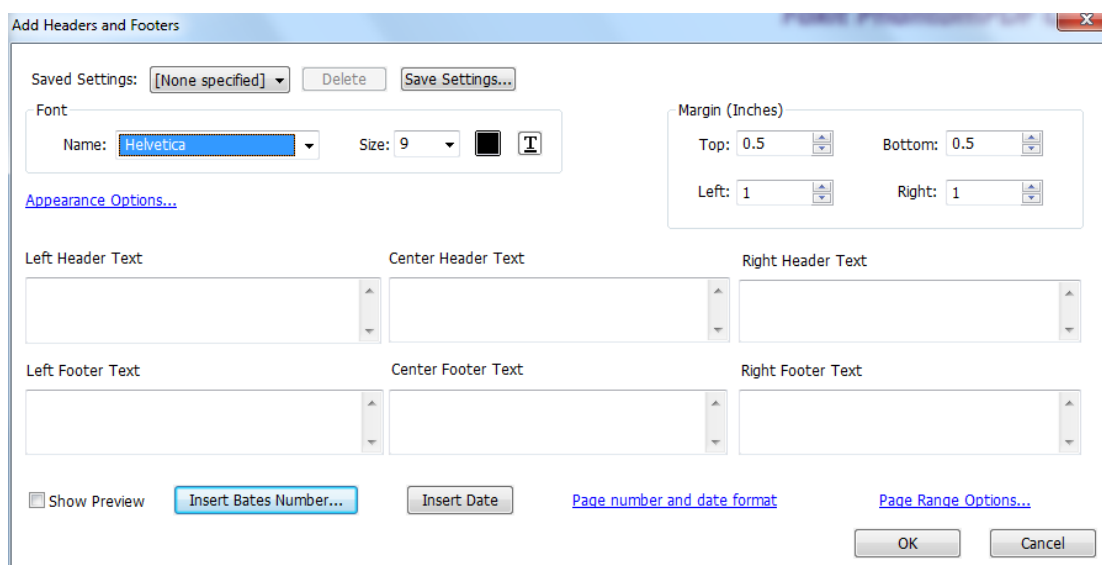 Add Headers and Footers
Saved Settings: [None specified] Delete Save Settings...
Font
Name: Helvetica Size: 9 T
Margin (Inches)
Top: 0.5 Bottom: 0.5
Left: 1 Right: 1
Appearance Options...
Left Header Text Center Header Text Right Header Text
Left Footer Text Center Footer Text Right Footer Text
Show Preview Insert Bates Number... Insert Date Page number and date format Page Range Options...
OK Cancel